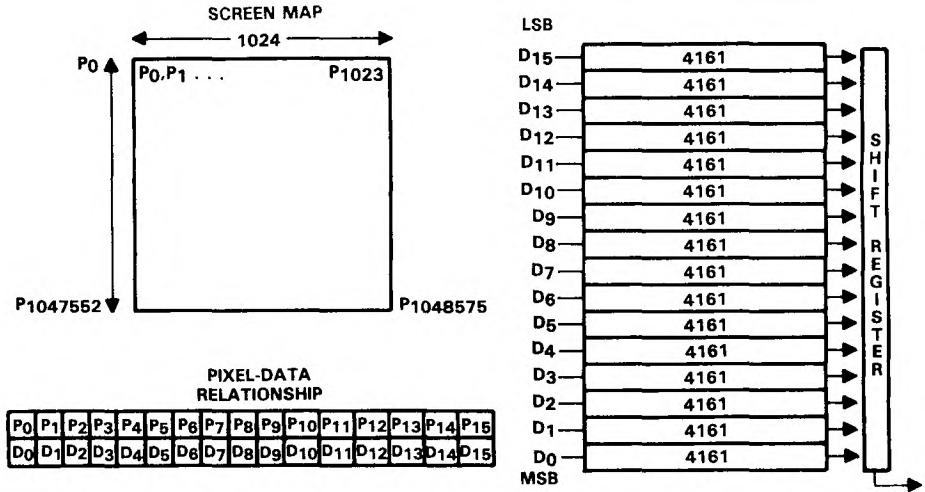 SCREEN MAP
1024
P0
P0,P1 . . . P1023
P1047552
P1048575
PIXEL-DATA
RELATIONSHIP
P0 P1 P2 P3 P4 P5 P6 P7 P8 P9 P10 P11 P12 P13 P14 P15
D0 D1 D2 D3 D4 D5 D6 D7 D8 D9 D10 D11 D12 D13 D14 D15
LSB
D15 4161
D14 4161
D13 4161
D12 4161
D11 4161
D10 4161
D9 4161
D8 4161
D7 4161
D6 4161
D5 4161
D4 4161
D3 4161
D2 4161
D1 4161
D0 4161
MSB
SHIFT REGISTER